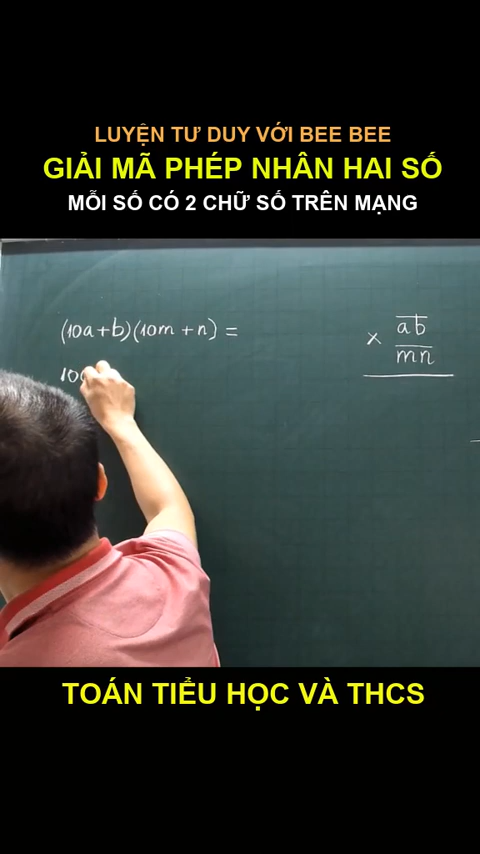 LUYỆN TƯ DUY VỚI BEE BEE
GIẢI MÃ PHÉP NHÂN HAI SỐ
MỖI SỐ CÓ 2 CHỮ SỐ TRÊN MẠNG
(10a+b)(10m+n) =
10
× ab
mn
TOÁN TIỂU HỌC VÀ THCS